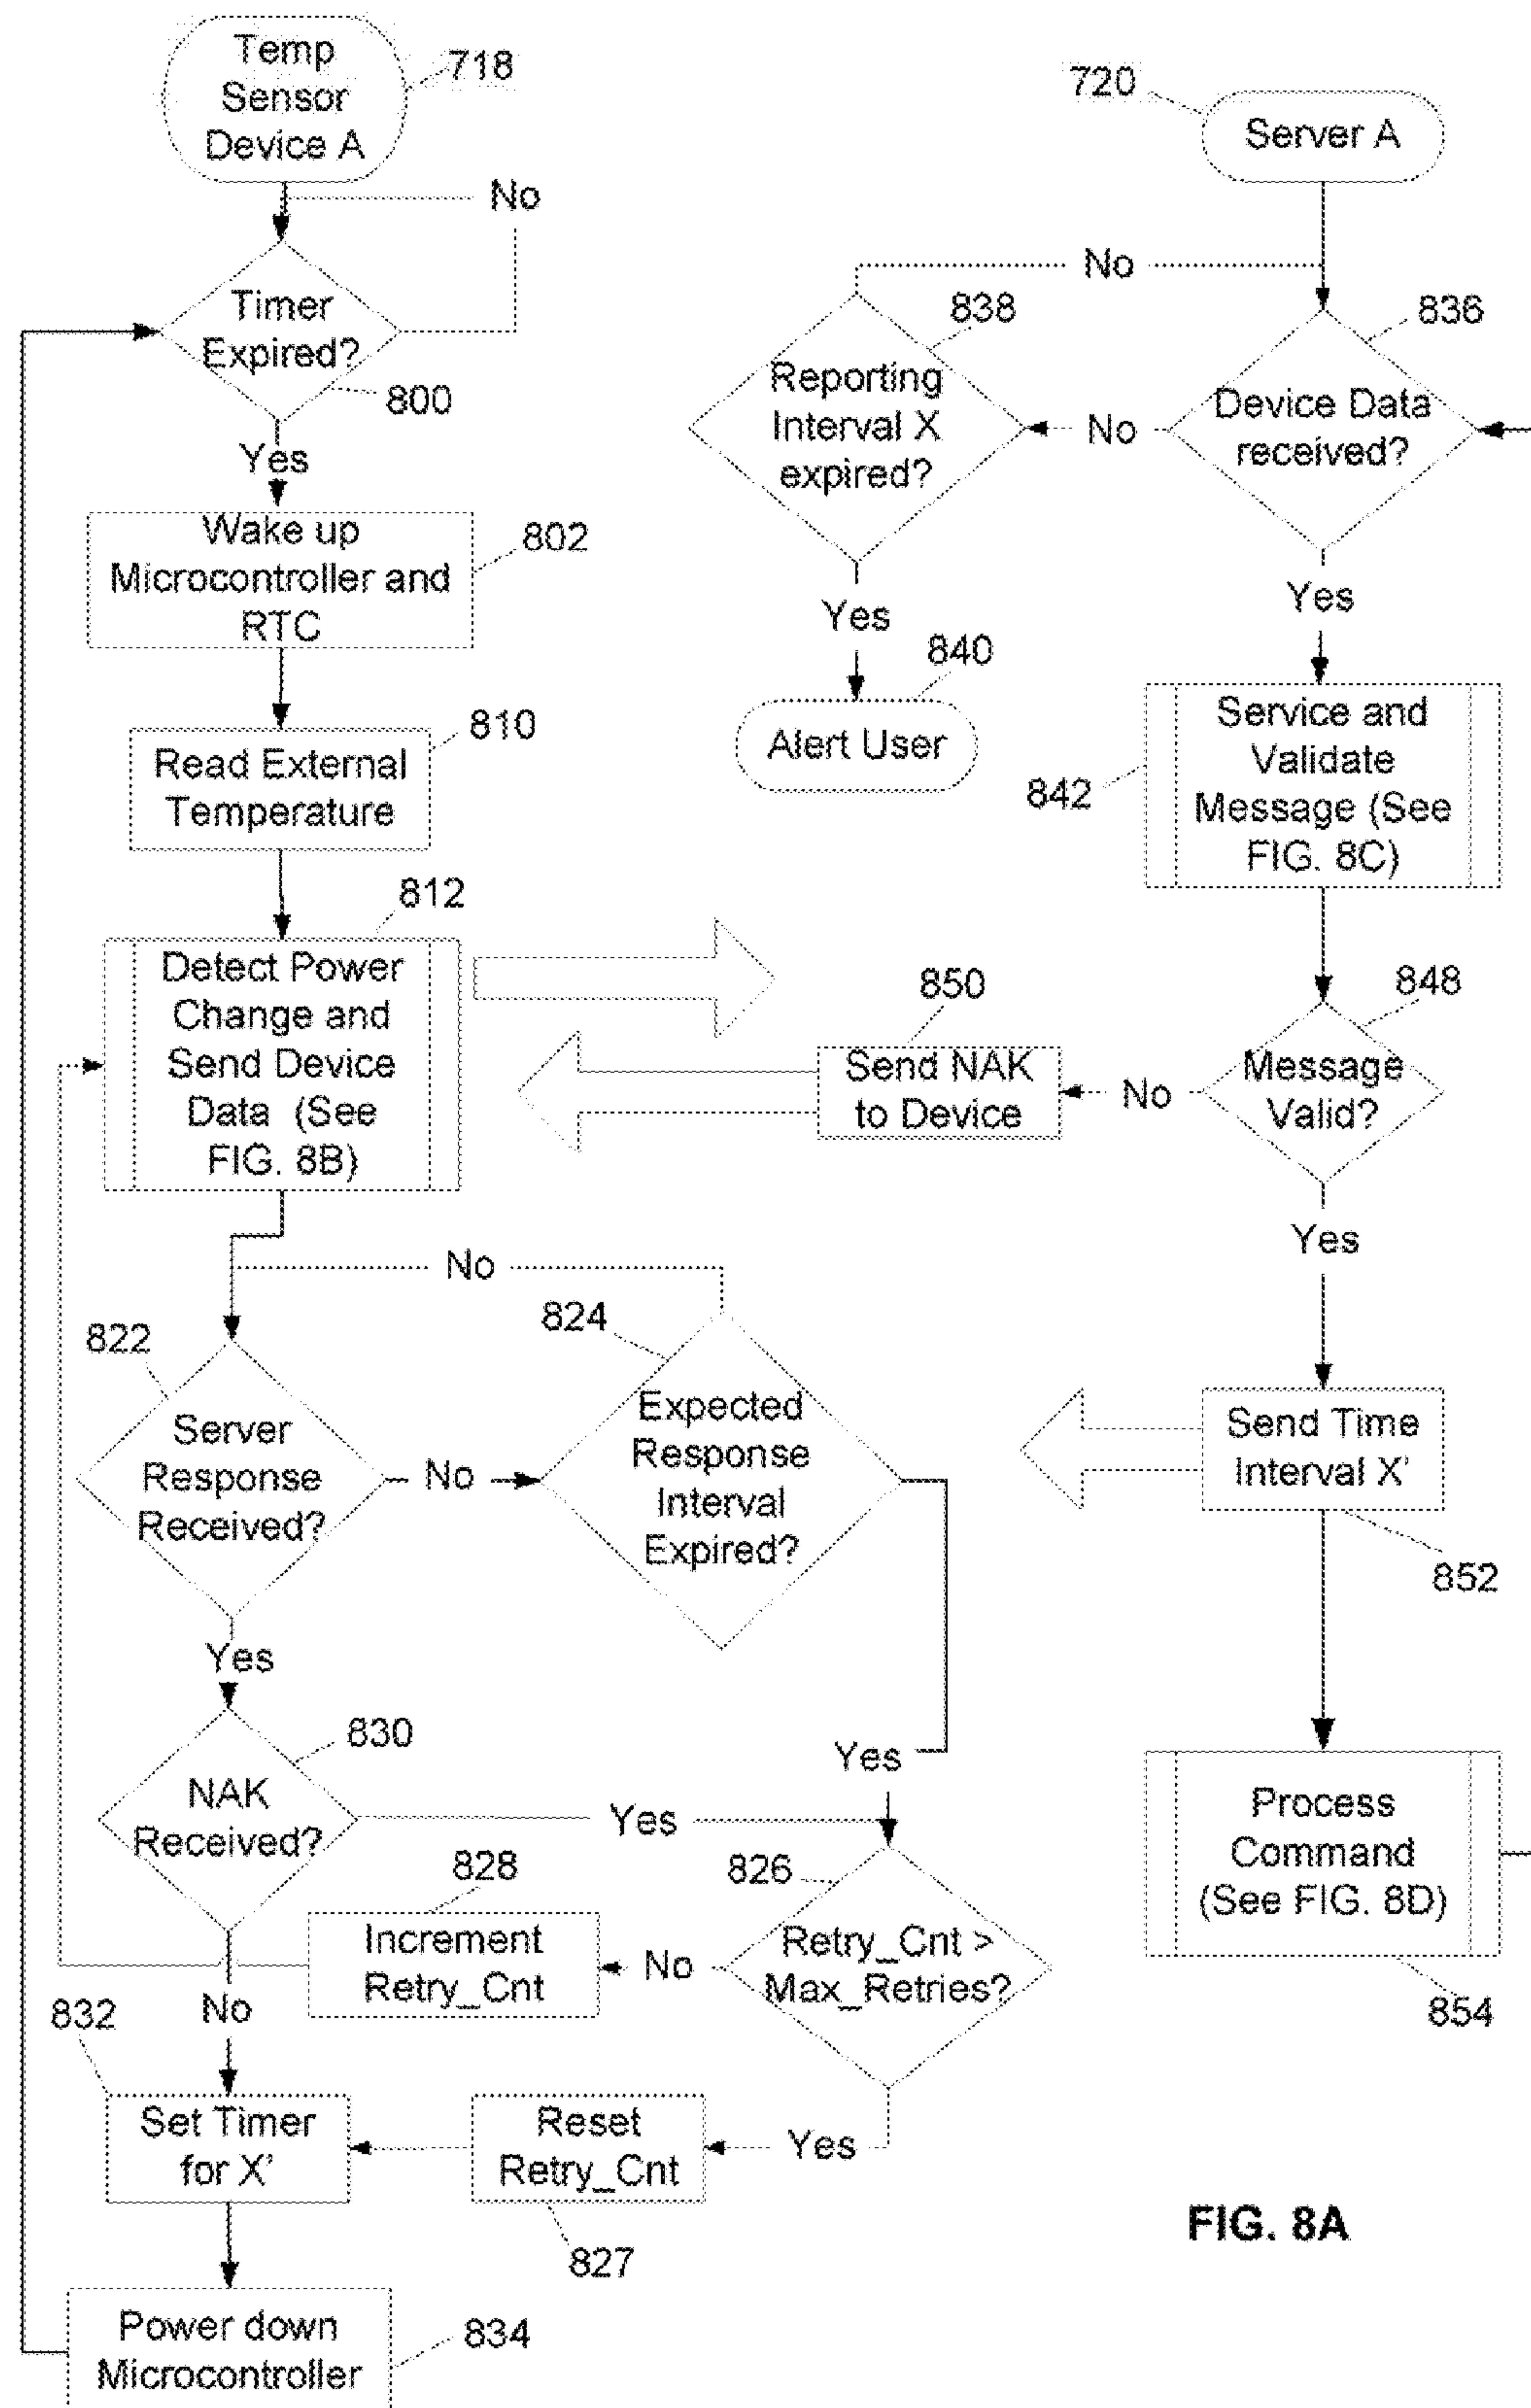 Temp
Sensor
Device A
718
No
Timer
Expired?
800
Yes
Wake up
Microcontroller and
RTC
802
Read External
Temperature
810
812
Detect Power
Change and
Send Device
Data (See
FIG. 8B)
No
822
Server
Response
Received?
No
824
Expected
Response
Interval
Expired?
Yes
830
NAK
Received?
Yes
Yes
826
Retry_Cnt >
Max_Retries?
No
828
Increment
Retry_Cnt
No
832
Set Timer
for X'
Reset
Retry_Cnt
827
Yes
Power down
Microcontroller
834
720
Server A
No
838
Reporting
Interval X
expired?
No
836
Device Data
received?
Yes
840
Alert User
Yes
842
Service and
Validate
Message (See
FIG. 8C)
850
Send NAK
to Device
No
848
Message
Valid?
Yes
Send Time
Interval X'
852
Process
Command
(See FIG. 8D)
854
FIG. 8A